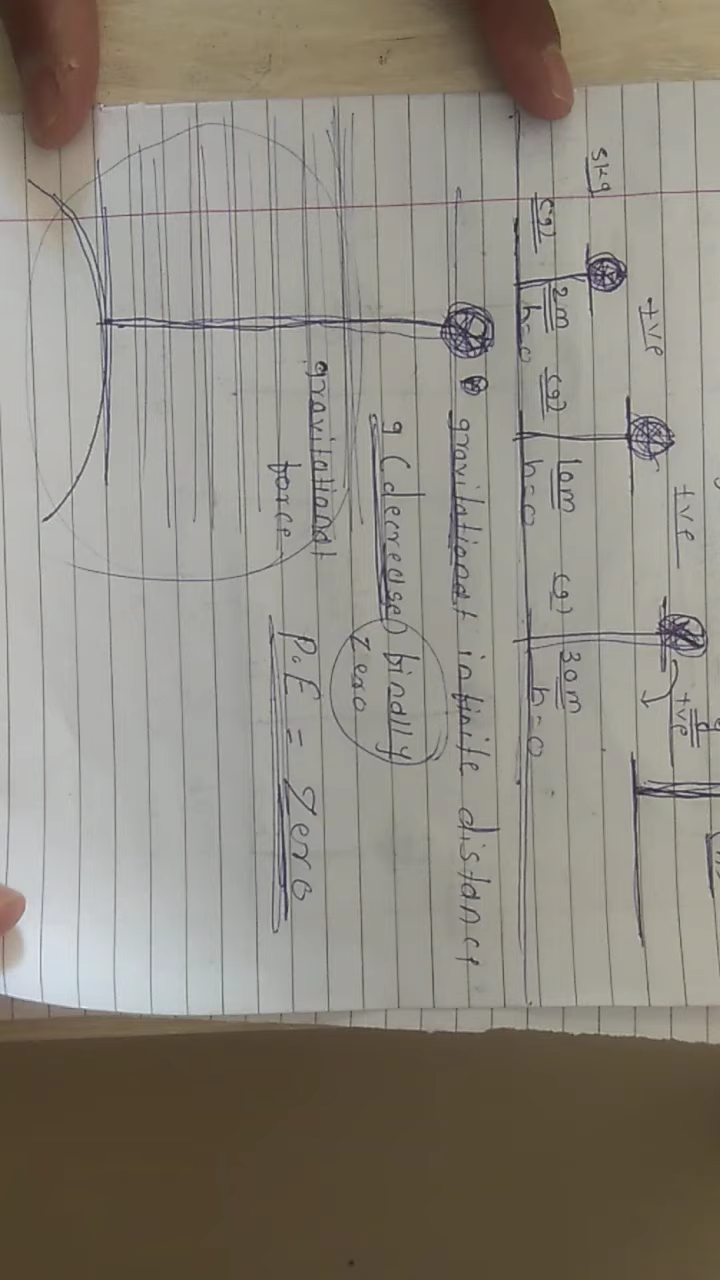 5kg
+ve
+ve
+ve
g
(g)
2m
h=0
(g)
10m
h=0
(g)
30m
h=0
gravitational infinite distance
g (decrease) finally
zero
gravitational
force
P.E = Zero